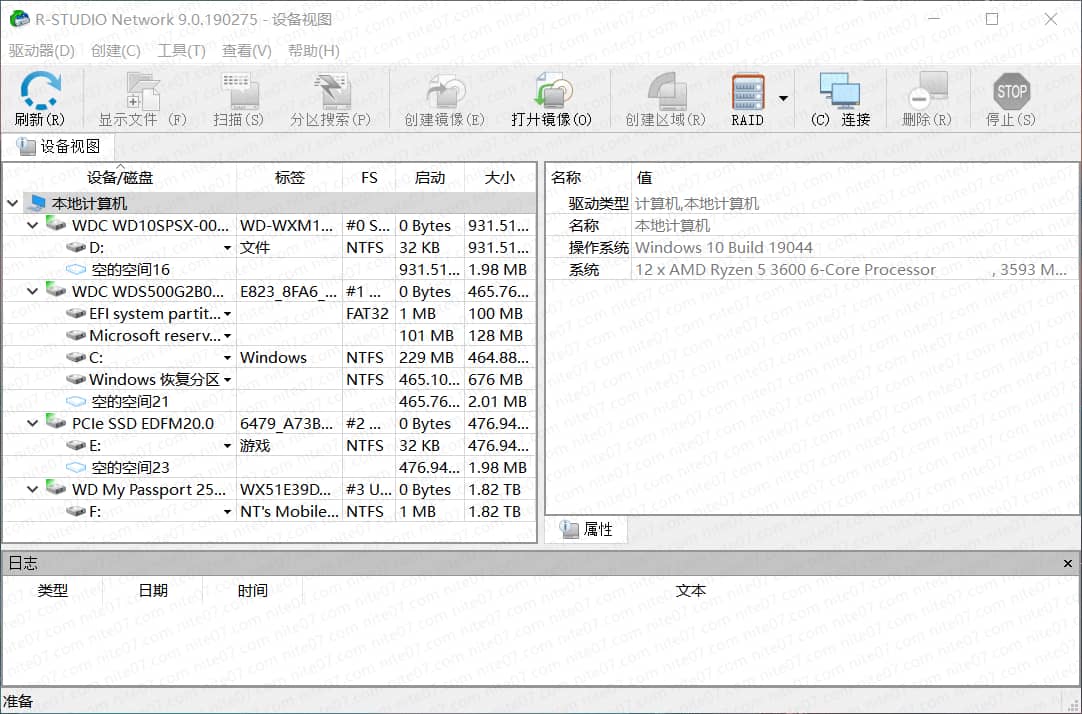 R-STUDIO Network 9.0.190275 - 设备视图
驱动器(D) 创建(C) 工具(T) 查看(V) 帮助(H)
刷新(R) 显示文件 (F) 扫描(S) 分区搜索(P) 创建镜像(E) 打开镜像(O) 创建区域(R) RAID (C) 连接 删除(R) STOP 停止(S)
设备视图
设备/磁盘 标签 FS 启动 大小
本地计算机
WDC WD10SPSX-00... WD-WXM1... #0 S... 0 Bytes 931.51...
D: 文件 NTFS 32 KB 931.51...
空的空间16 931.51... 1.98 MB
WDC WDS500G2B0... E823_8FA6_... #1 ... 0 Bytes 465.76...
EFI system partit... FAT32 1 MB 100 MB
Microsoft reserv... 101 MB 128 MB
C: Windows NTFS 229 MB 464.88...
Windows 恢复分区 NTFS 465.10... 676 MB
空的空间21 465.76... 2.01 MB
PCIe SSD EDFM20.0 6479_A73B... #2 ... 0 Bytes 476.94...
E: 游戏 NTFS 32 KB 476.94...
空的空间23 476.94... 1.98 MB
WD My Passport 25... WX51E39D... #3 U... 0 Bytes 1.82 TB
F: NT's Mobile... NTFS 1 MB 1.82 TB
名称 值
驱动类型 计算机,本地计算机
名称 本地计算机
操作系统 Windows 10 Build 19044
系统 12 x AMD Ryzen 5 3600 6-Core Processor , 3593 M...
属性
日志
类型 日期 时间 文本
准备
nite07.com